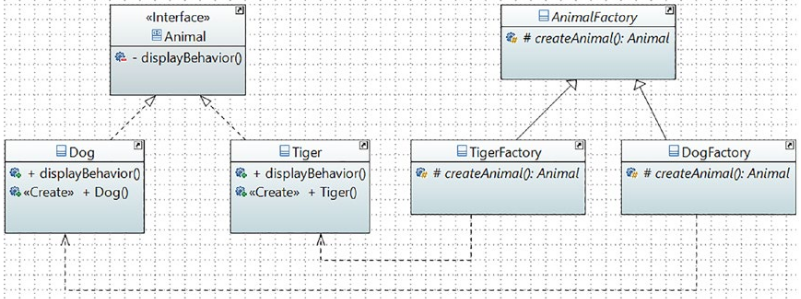 «Interface»
Animal
- displayBehavior()
AnimalFactory
# createAnimal(): Animal
Dog
+ displayBehavior()
«Create» + Dog()
Tiger
+ displayBehavior()
«Create» + Tiger()
TigerFactory
# createAnimal(): Animal
DogFactory
# createAnimal(): Animal